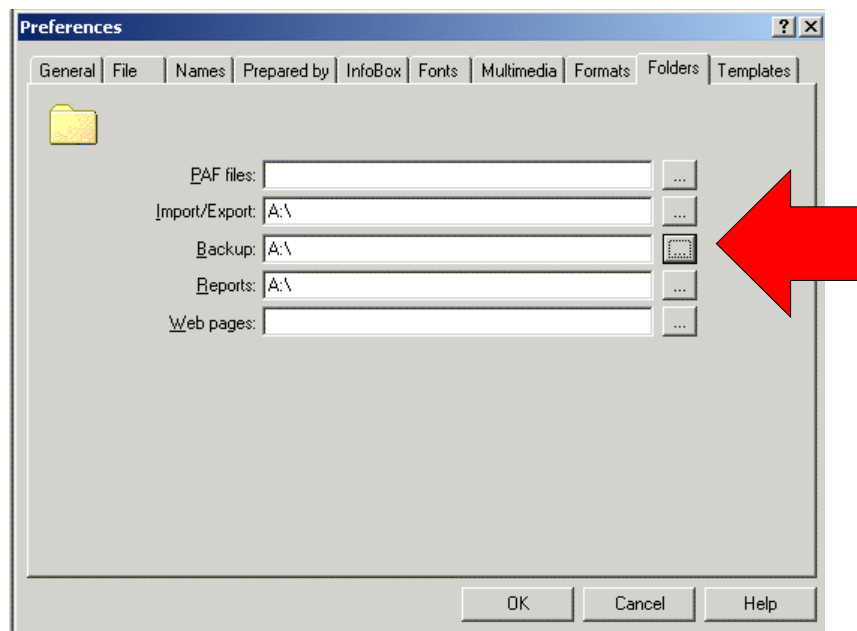 Preferences
General File Names Prepared by InfoBox Fonts Multimedia Formats Folders Templates
PAF files: ...
Import/Export: A:\ ...
Backup: A:\ ...
Reports: A:\ ...
Web pages: ...
OK Cancel Help